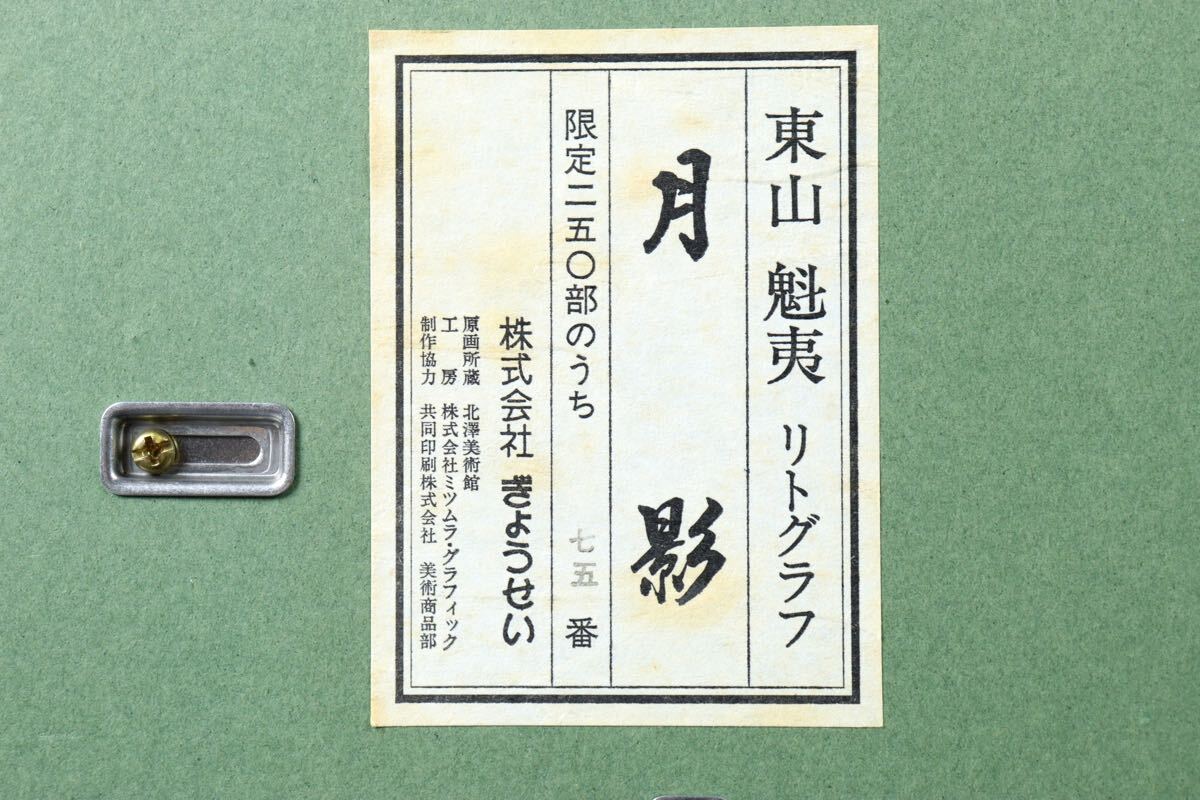 東山 魁夷 リトグラフ
月影
限定二五〇部のうち 七五 番
株式会社 ぎょうせい
原画所蔵 北澤美術館
工房 株式会社ミツムラ・グラフィック
制作協力 共同印刷株式会社 美術商品部